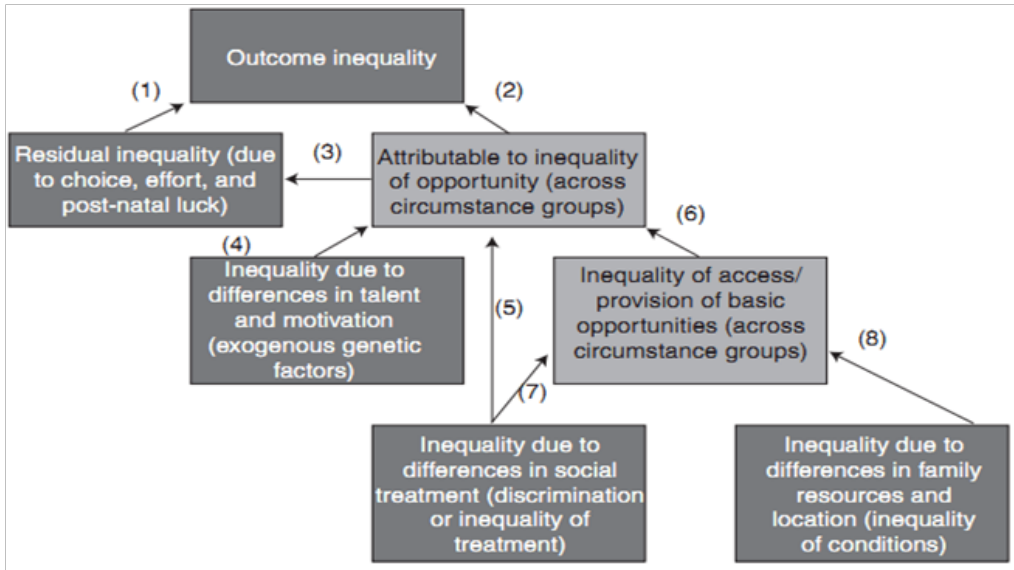 Outcome inequality
(1)
(2)
Residual inequality (due
to choice, effort, and
post-natal luck)
(3)
Attributable to inequality
of opportunity (across
circumstance groups)
(4)
(6)
Inequality due to
differences in talent
and motivation
(exogenous genetic
factors)
(5)
Inequality of access/
provision of basic
opportunities (across
circumstance groups)
(8)
(7)
Inequality due to
differences in social
treatment (discrimination
or inequality of
treatment)
Inequality due to
differences in family
resources and
location (inequality
of conditions)